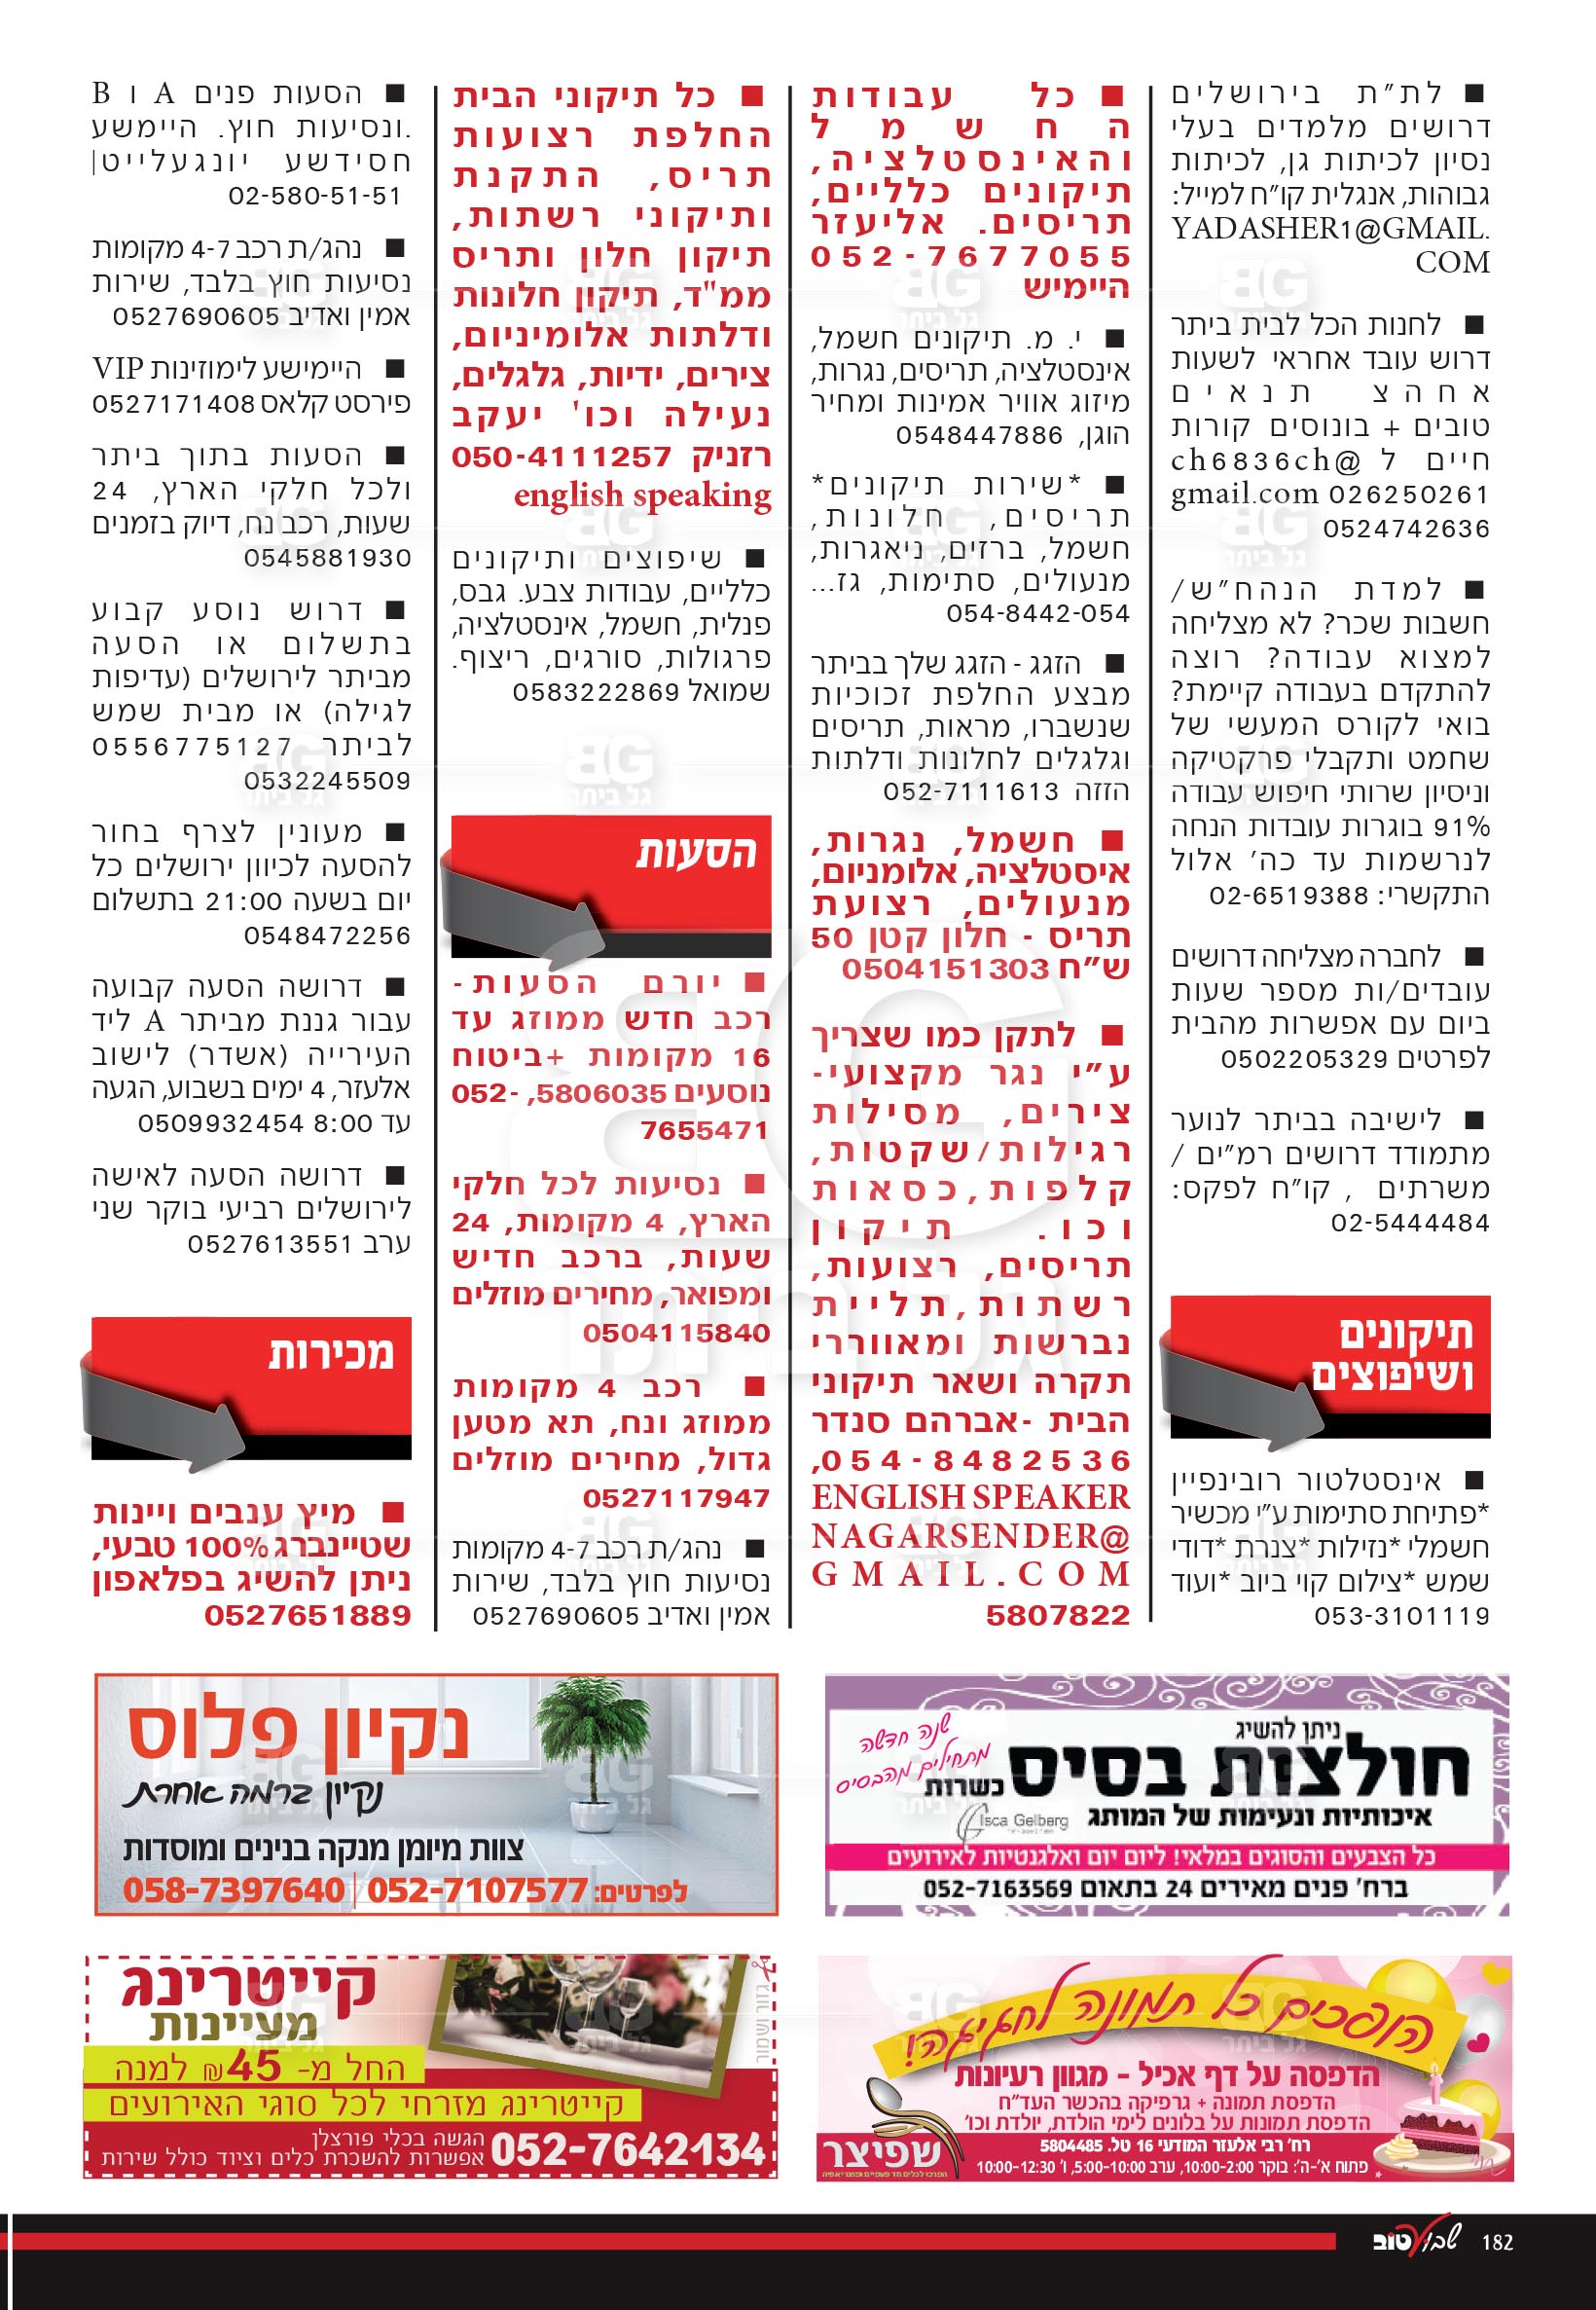 ■ לת"ת בירושלים
דרושים מלמדים בעלי
נסיון לכיתות גן, לכיתות
גבוהות, אנגלית קו"ח למייל:
YADASHER1@GMAIL.
COM
■ לחנות הכל לבית ביתר
דרוש עובד אחראי לשעות
אחהצ תנאים
טובים + בונוסים קורות
חיים ל @ch6836ch
gmail.com 026250261
0524742636
■ למדת הנהח"ש/
חשבות שכר? לא מצליחה
למצוא עבודה? רוצה
להתקדם בעבודה קיימת?
בואי לקורס המעשי של
שחמט ותקבלי פרקטיקה
וניסיון שרותי חיפוש עבודה
91% בוגרות עובדות הנחה
לנרשמות עד כה' אלול
התקשרי: 02-6519388
■ לחברה מצליחה דרושים
עובדים/ות מספר שעות
ביום עם אפשרות מהבית
לפרטים 0502205329
■ לישיבה בביתר לנוער
מתמודד דרושים רמ"ים /
משרתים , קו"ח לפקס:
02-5444484
תיקונים
ושיפוצים
■ אינסטלטור רובינפיין
*פתיחת סתימות ע"י מכשיר
חשמלי *נזילות *צנרת *דודי
שמש *צילום קוי ביוב *ועוד
053-3101119
■ כל עבודות
החשמל
והאינסטלציה,
תיקונים כלליים,
תריסים. אליעזר
052-7677055
היימיש
■ י. מ. תיקונים חשמל,
אינסטלציה, תריסים, נגרות,
מיזוג אוויר אמינות ומחיר
הוגן, 0548447886
■ *שירות תיקונים*
תריסים, חלונות,
חשמל, ברזים, ניאגרות,
מנעולים, סתימות, גז...
054-8442-054
■ הזגג - הזגג שלך בביתר
מבצע החלפת זכוכיות
שנשברו, מראות, תריסים
וגלגלים לחלונות ודלתות
הזזה 052-7111613
■ חשמל, נגרות,
איסטלציה, אלומניום,
מנעולים, רצועת
תריס - חלון קטן 50
ש"ח 0504151303
■ לתקן כמו שצריך
ע"י נגר מקצועי-
צירים, מסילות
רגילות/שקטות,
קלפות,כסאות
וכו. תיקון
תריסים, רצועות,
רשתות,תליית
נברשות ומאווררי
תקרה ושאר תיקוני
הבית -אברהם סנדר
054-8482536,
ENGLISH SPEAKER
NAGARSENDER@
GMAIL.COM
5807822
■ כל תיקוני הבית
החלפת רצועות
תריס, התקנת
ותיקוני רשתות,
תיקון חלון ותריס
ממ"ד, תיקון חלונות
ודלתות אלומיניום,
צירים, ידיות, גלגלים,
נעילה וכו' יעקב
רזניק 050-4111257
english speaking
■ שיפוצים ותיקונים
כלליים, עבודות צבע. גבס,
פנלית, חשמל, אינסטלציה,
פרגולות, סורגים, ריצוף.
שמואל 0583222869
הסעות
■ יורם הסעות -
רכב חדש ממוזג עד
16 מקומות +ביטוח
נוסעים 5806035, 052-
7655471
■ נסיעות לכל חלקי
הארץ, 4 מקומות, 24
שעות, ברכב חדיש
ומפואר, מחירים מוזלים
0504115840
■ רכב 4 מקומות
ממוזג ונח, תא מטען
גדול, מחירים מוזלים
0527117947
■ נהג/ת רכב 4-7 מקומות
נסיעות חוץ בלבד, שירות
אמין ואדיב 0527690605
■ הסעות פנים A ו B
.ונסיעות חוץ. היימשע
חסידשע יונגעלייט|
02-580-51-51
■ נהג/ת רכב 4-7 מקומות
נסיעות חוץ בלבד, שירות
אמין ואדיב 0527690605
■ היימישע לימוזינות VIP
פירסט קלאס 0527171408
■ הסעות בתוך ביתר
ולכל חלקי הארץ, 24
שעות, רכב נח, דיוק בזמנים
0545881930
■ דרוש נוסע קבוע
בתשלום או הסעה
מביתר לירושלים (עדיפות
לגילה) או מבית שמש
לביתר 0556775127
0532245509
■ מעונין לצרף בחור
להסעה לכיוון ירושלים כל
יום בשעה 21:00 בתשלום
0548472256
■ דרושה הסעה קבועה
עבור גננת מביתר A ליד
העירייה (אשדר) לישוב
אלעזר, 4 ימים בשבוע, הגעה
עד 8:00 0509932454
■ דרושה הסעה לאישה
לירושלים רביעי בוקר שני
ערב 0527613551
מכירות
■ מיץ ענבים ויינות
שטיינברג 100% טבעי,
ניתן להשיג בפלאפון
0527651889
ניתן להשיג
שנה חדשה
מתחילים מהבסיס
חולצות בסיס כשרות
איכותיות ונעימות של המותג Isca Gelberg
כל הצבעים והסוגים במלאי! ליום יום ואלגנטיות לאירועים
ברח' פנים מאירים 24 בתאום 052-7163569
נקיון פלוס
נקיון ברמה אחרת
צוות מיומן מנקה בנינים ומוסדות
לפרטים: 052-7107577 | 058-7397640
הופכים כל תמונה לחגיגה!
הדפסה על דף אכיל - מגוון רעיונות
הדפסת תמונה + גרפיקה בהכשר העד"ח
הדפסת תמונות על בלונים לימי הולדת, יולדת וכו'
רח' רבי אלעזר המודעי 16 טל. 5804485
פתוח א'-ה': בוקר 10:00-2:00, ערב 5:00-10:00, ו' 10:00-12:30
שפיצר
קייטרינג
מעיינות
החל מ- 45 ₪ למנה
קייטרינג מזרחי לכל סוגי האירועים
הגשה בכלי פורצלן
אפשרות להשכרת כלים וציוד כולל שירות
052-7642134
גזור ושמור
שבוע טוב 182
BG
גל ביתר